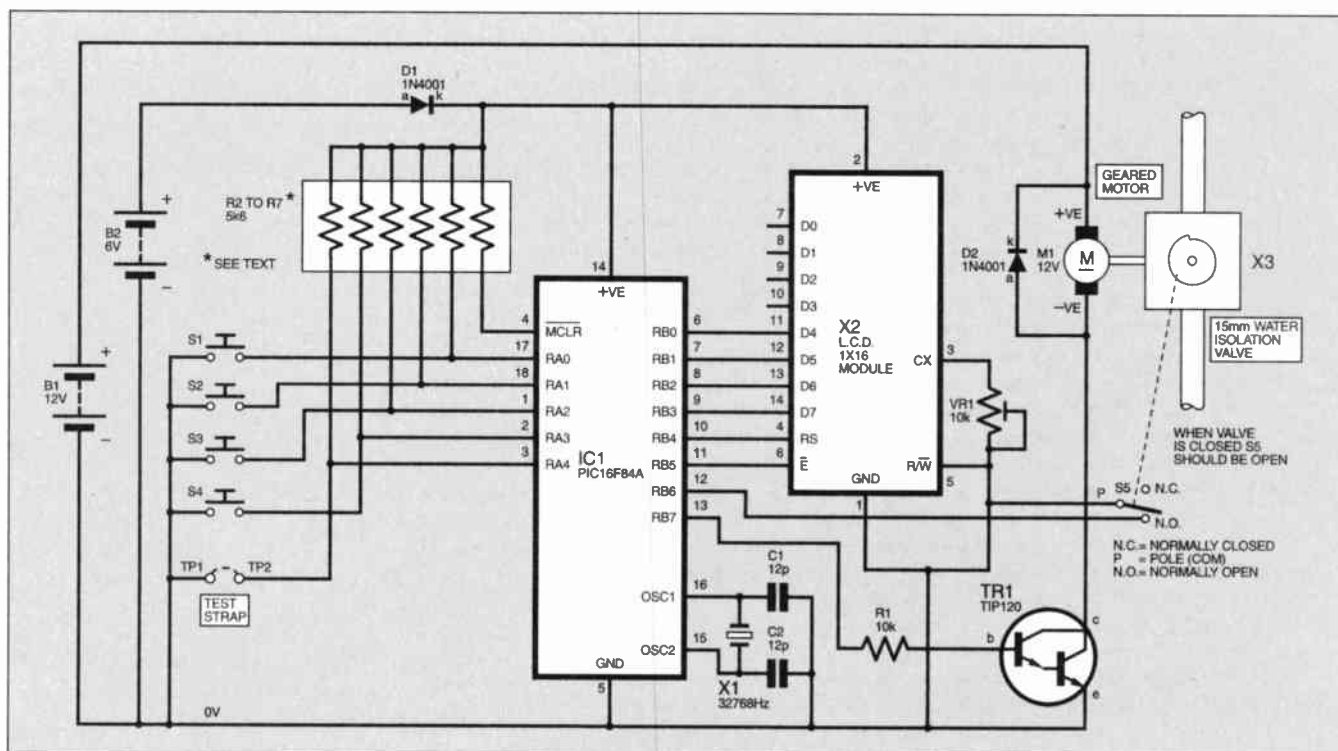 D1
1N4001
a
k
R2 TO R7 *
5k6
B2
6V
+
−
* SEE TEXT
B1
12V
+
−
S1
S2
S3
S4
TP1
TP2
TEST
STRAP
0V
14
+VE
4
MCLR
17
RA0
18
RA1
1
RA2
2
RA3
3
RA4
IC1
PIC16F84A
RB0
6
RB1
7
RB2
8
RB3
9
RB4
10
RB5
11
RB6
12
RB7
13
OSC1
16
OSC2
15
GND
5
C1
12p
C2
12p
X1
32768Hz
2
+VE
7
D0
8
D1
9
D2
10
D3
11
D4
12
D5
13
D6
14
D7
4
RS
6
E
X2
L.C.D.
1X16
MODULE
CX
3
R/W
5
GND
1
VR1
10k
R1
10k
TR1
TIP120
b
c
e
D2
1N4001
k
a
GEARED
MOTOR
+VE
M1
12V
M
−VE
X3
15mm WATER
ISOLATION
VALVE
WHEN VALVE
IS CLOSED S5
SHOULD BE OPEN
P
S5
N.C.
N.O.
N.C.= NORMALLY CLOSED
P = POLE (COM)
N.O.= NORMALLY OPEN